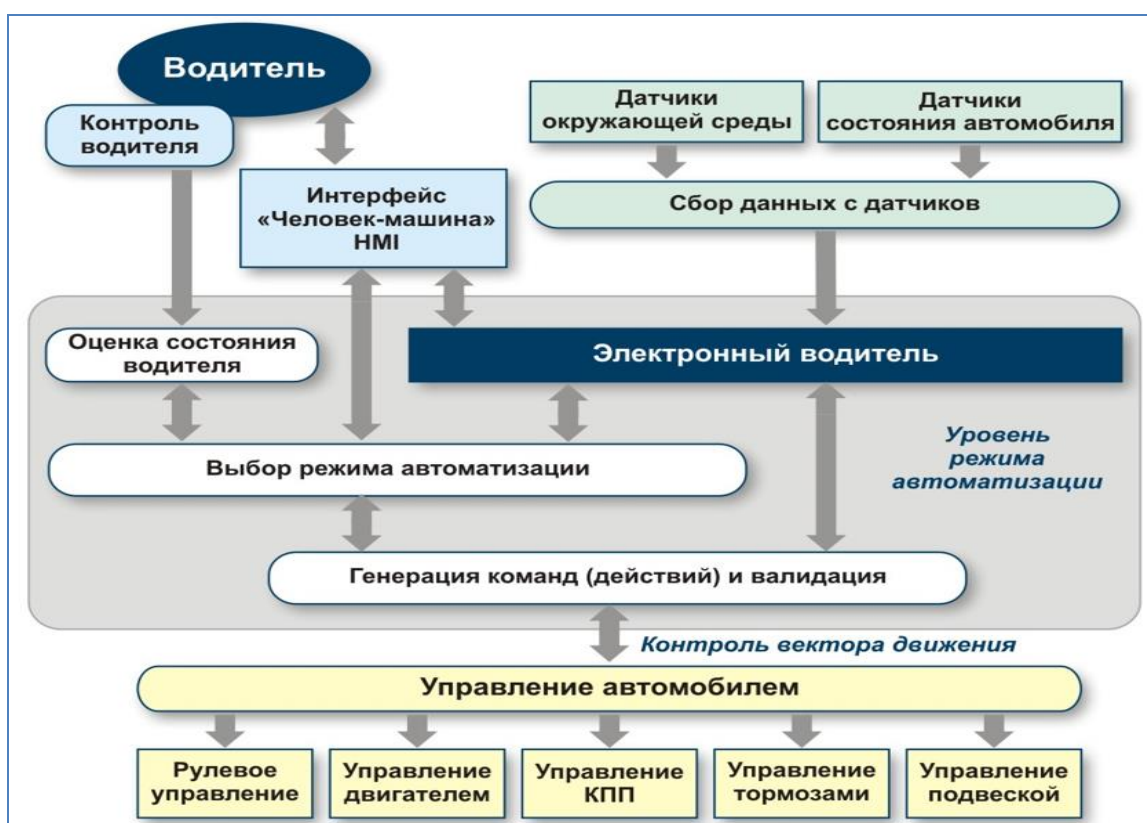 Водитель
Контроль
водителя
Интерфейс
«Человек-машина»
HMI
Датчики
окружающей среды
Датчики
состояния автомобиля
Сбор данных с датчиков
Оценка состояния
водителя
Электронный водитель
Выбор режима автоматизации
Уровень
режима
автоматизации
Генерация команд (действий) и валидация
Контроль вектора движения
Управление автомобилем
Рулевое
управление
Управление
двигателем
Управление
КПП
Управление
тормозами
Управление
подвеской